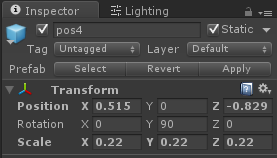 Inspector Lighting
pos4 Static
Tag Untagged Layer Default
Prefab Select Revert Apply
Transform
Position X 0.515 Y 0 Z -0.829
Rotation X 0 Y 90 Z 0
Scale X 0.22 Y 0.22 Z 0.22